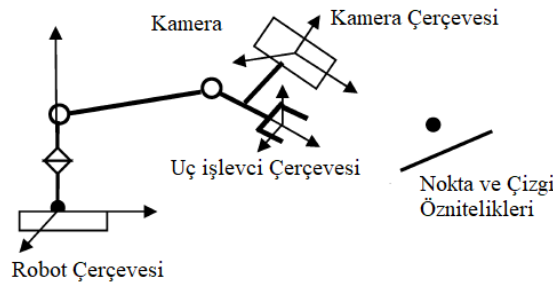 Kamera Çerçevesi
Kamera
Uç işlevci Çerçevesi
Nokta ve Çizgi
Öznitelikleri
Robot Çerçevesi